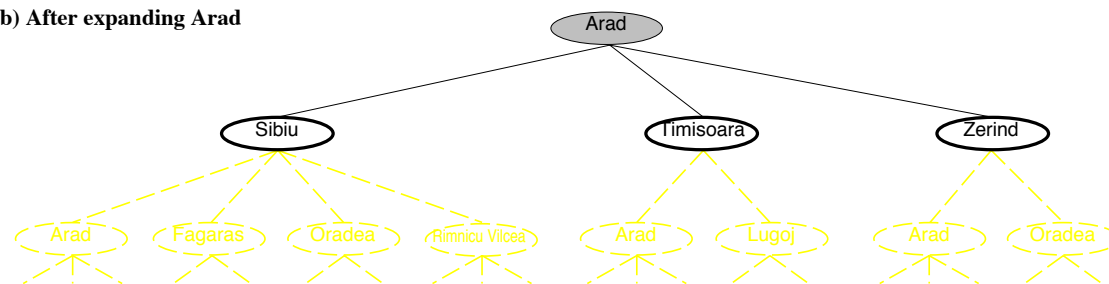 b) After expanding Arad
Arad
Sibiu
Timisoara
Zerind
Arad
Fagaras
Oradea
Rimnicu Vilcea
Arad
Lugoj
Arad
Oradea